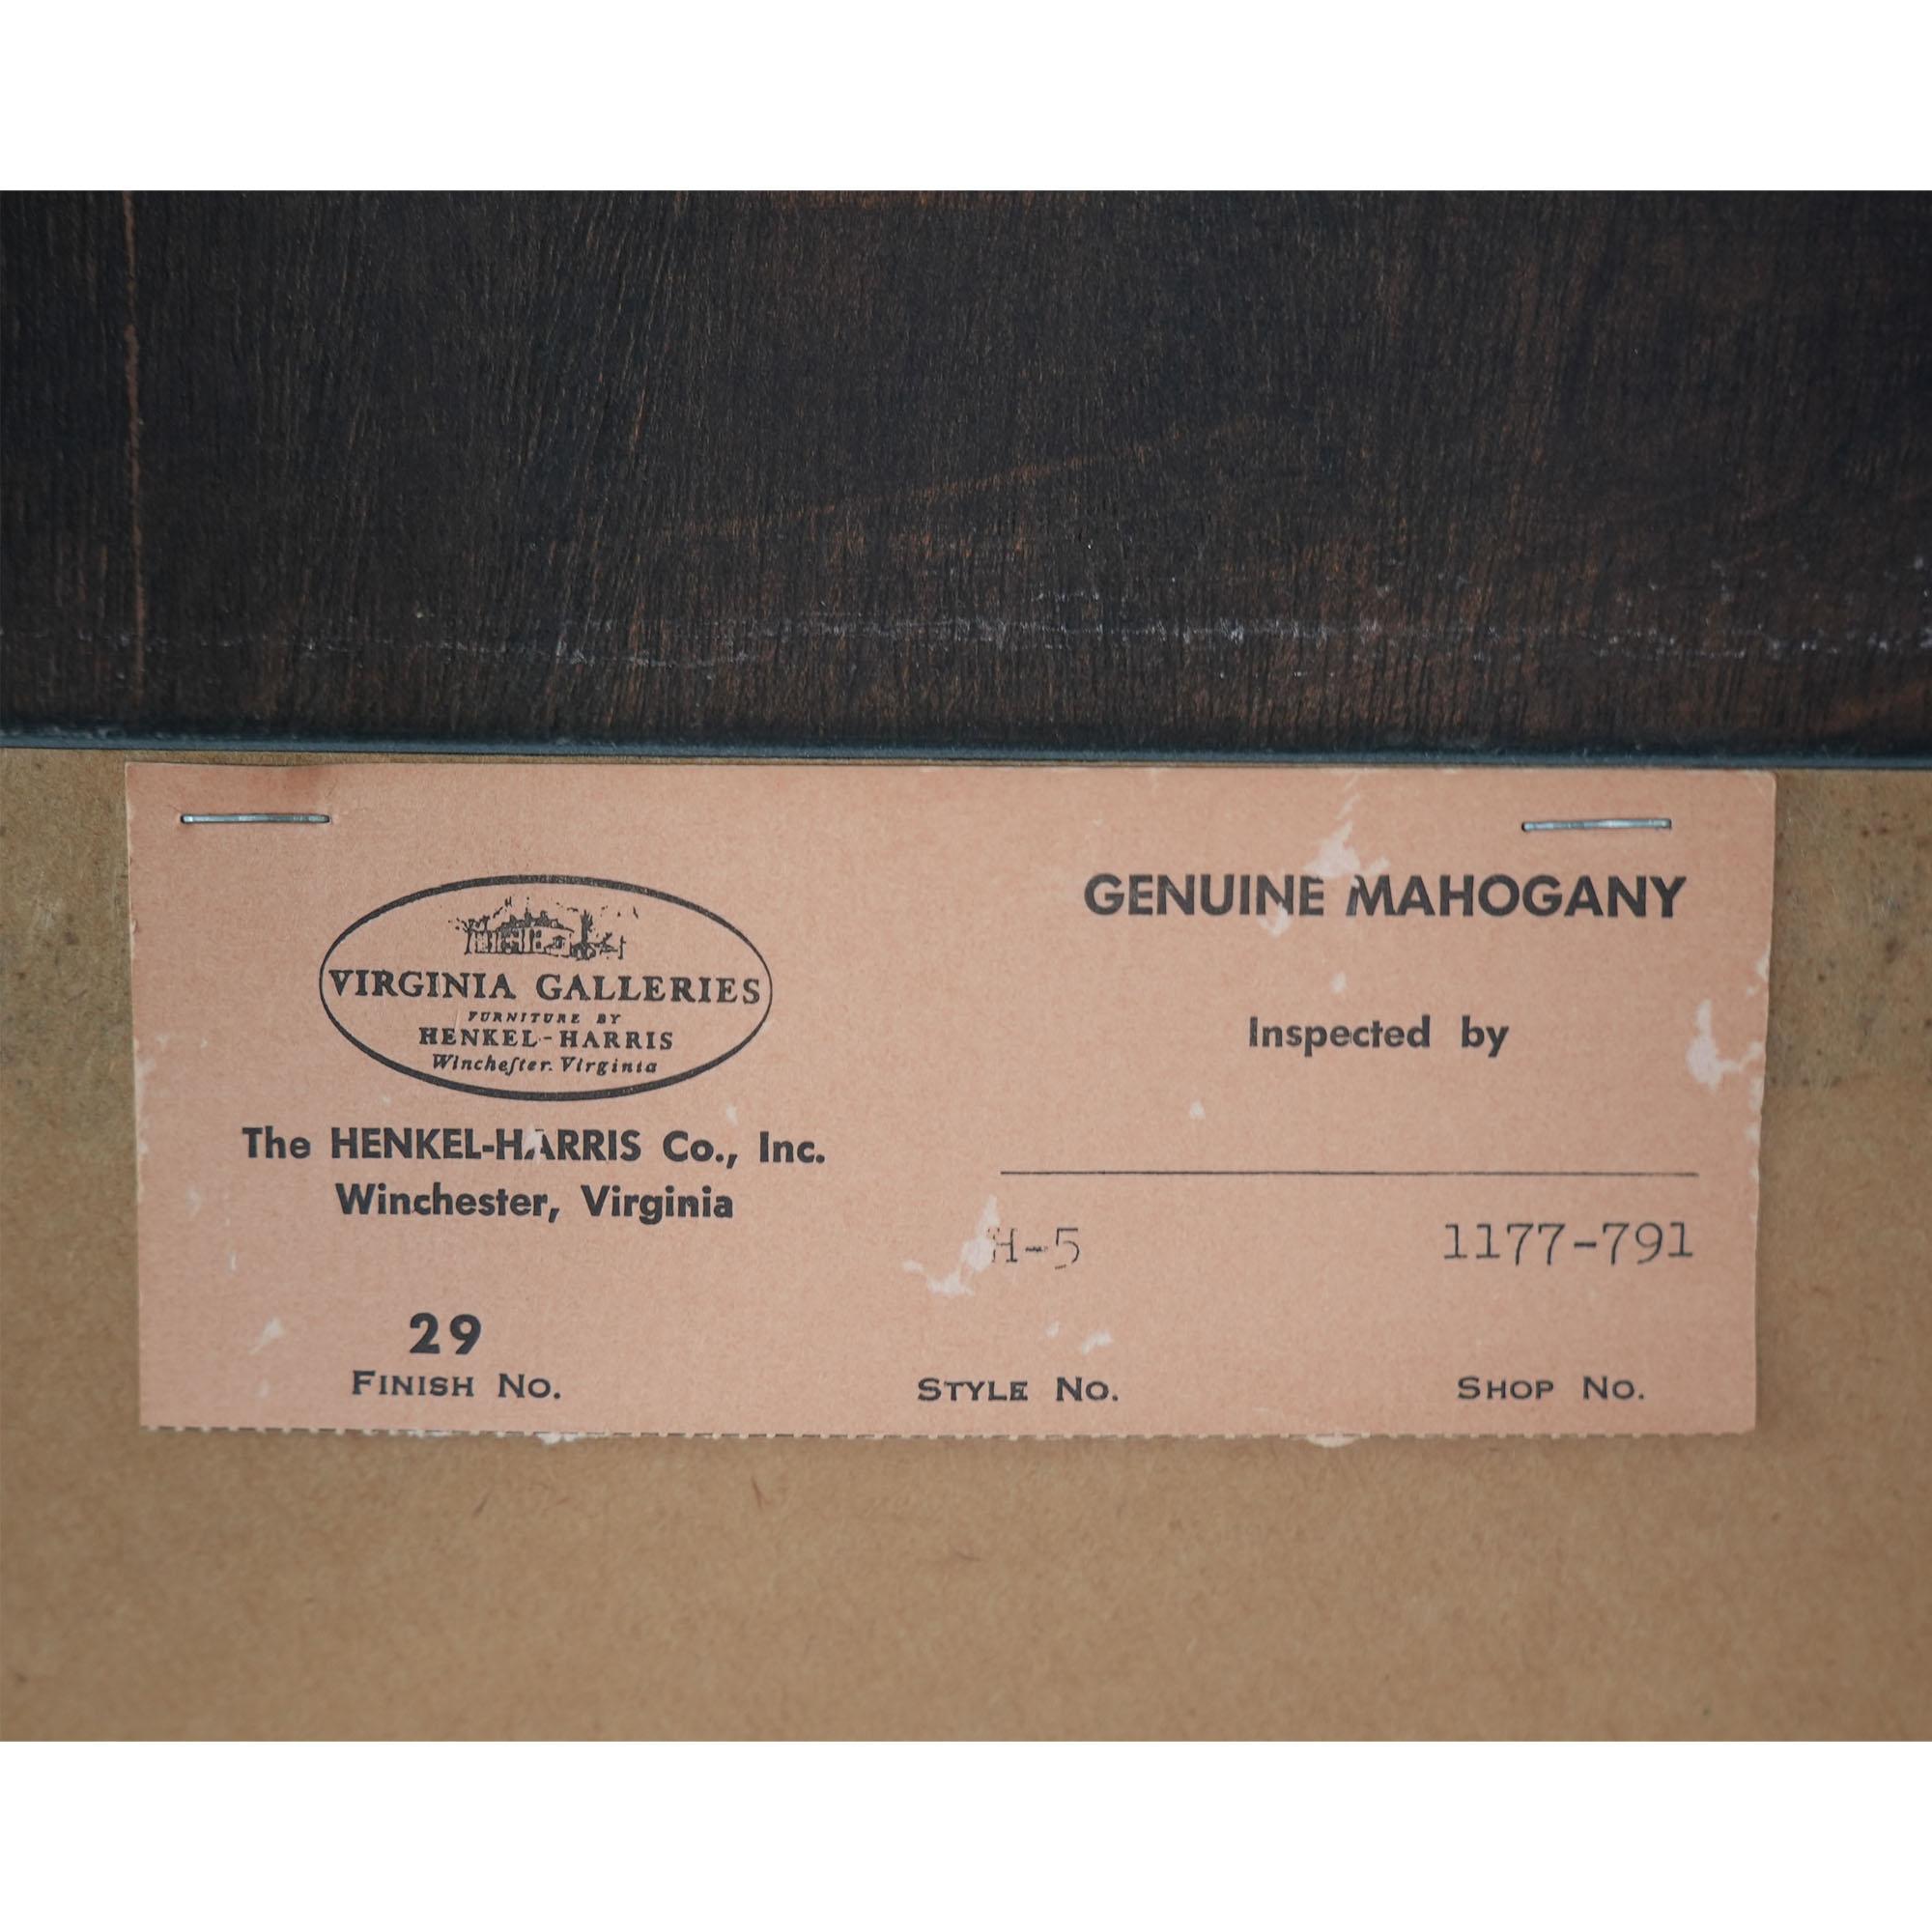 VIRGINIA GALLERIES
FURNITURE BY
HENKEL-HARRIS
Wincheſter. Virginia
The HENKEL-HARRIS Co., Inc.
Winchester, Virginia
GENUINE MAHOGANY
Inspected by
H-5
1177-791
29
FINISH NO.
STYLE NO.
SHOP NO.